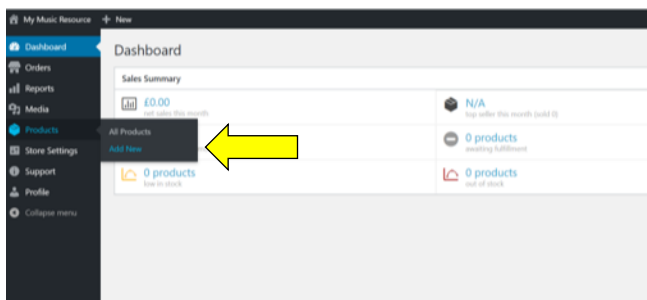 My Music Resource + New
Dashboard
Orders
Reports
Media
Products
Store Settings
Support
Profile
Collapse menu
All Products
Add New
Dashboard
Sales Summary
£0.00
net sales this month
N/A
top seller this month (sold 0)
0 products
awaiting fulfillment
0 products
low in stock
0 products
out of stock